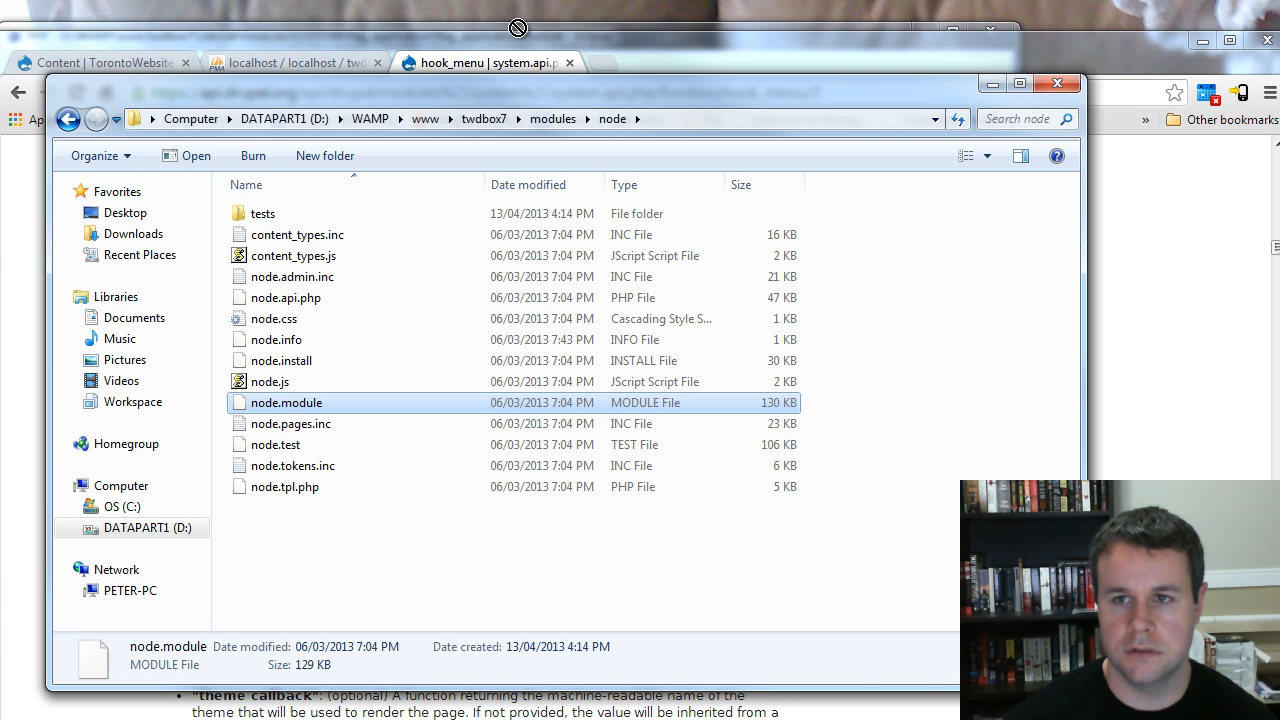 Content | TorontoWebsite
localhost / localhost / twd
hook_menu | system.api.p
Ap
»
Other bookmarks
Computer
DATAPART1 (D:)
WAMP
www
twdbox7
modules
node
Search node
Organize
Open
Burn
New folder
Name
Date modified
Type
Size
Favorites
Desktop
Downloads
Recent Places
Libraries
Documents
Music
Pictures
Videos
Workspace
Homegroup
Computer
OS (C:)
DATAPART1 (D:)
Network
PETER-PC
tests 13/04/2013 4:14 PM File folder
content_types.inc 06/03/2013 7:04 PM INC File 16 KB
content_types.js 06/03/2013 7:04 PM JScript Script File 2 KB
node.admin.inc 06/03/2013 7:04 PM INC File 21 KB
node.api.php 06/03/2013 7:04 PM PHP File 47 KB
node.css 06/03/2013 7:04 PM Cascading Style S... 1 KB
node.info 06/03/2013 7:43 PM INFO File 1 KB
node.install 06/03/2013 7:04 PM INSTALL File 30 KB
node.js 06/03/2013 7:04 PM JScript Script File 2 KB
node.module 06/03/2013 7:04 PM MODULE File 130 KB
node.pages.inc 06/03/2013 7:04 PM INC File 23 KB
node.test 06/03/2013 7:04 PM TEST File 106 KB
node.tokens.inc 06/03/2013 7:04 PM INC File 6 KB
node.tpl.php 06/03/2013 7:04 PM PHP File 5 KB
node.module Date modified: 06/03/2013 7:04 PM Date created: 13/04/2013 4:14 PM
MODULE File Size: 129 KB
"theme callback": (optional) A function returning the machine-readable name of the
theme that will be used to render the page. If not provided, the value will be inherited from a